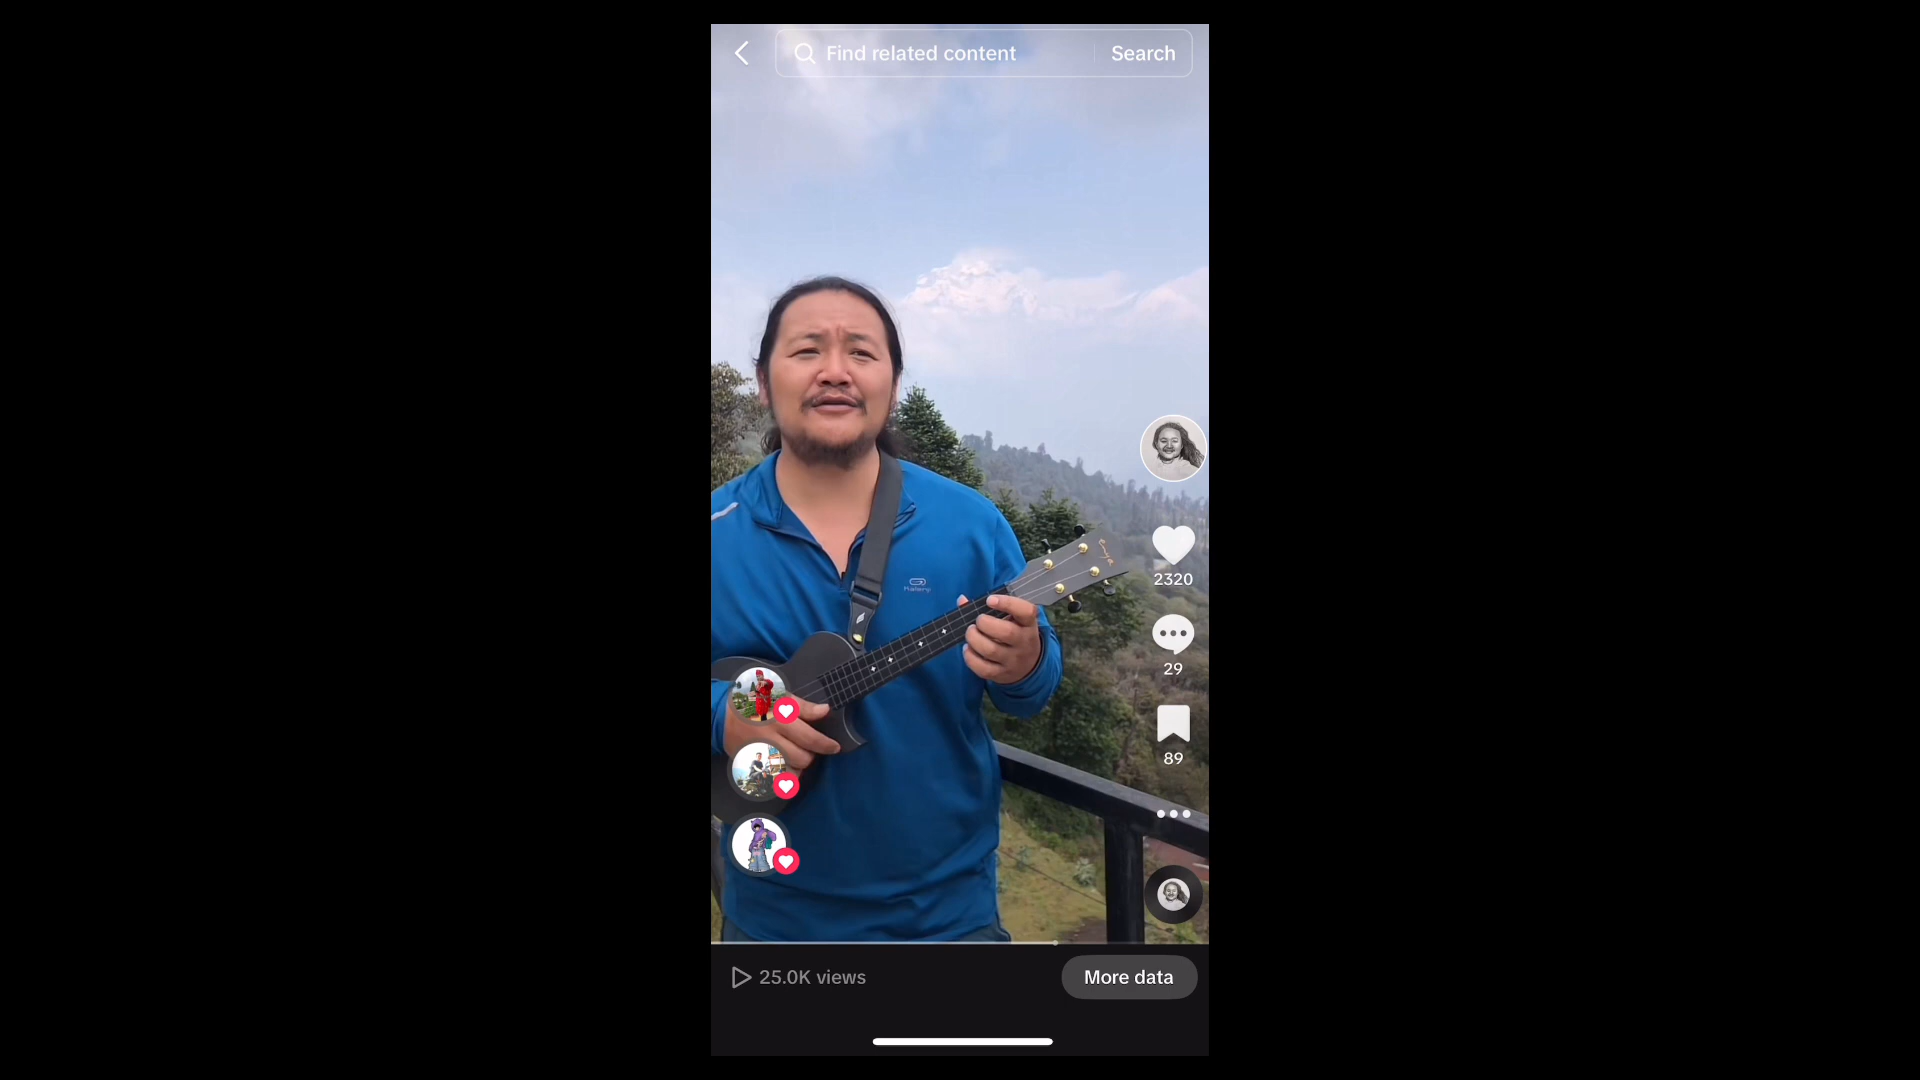 Find related content
Search
2320
29
89
25.0K views
More data